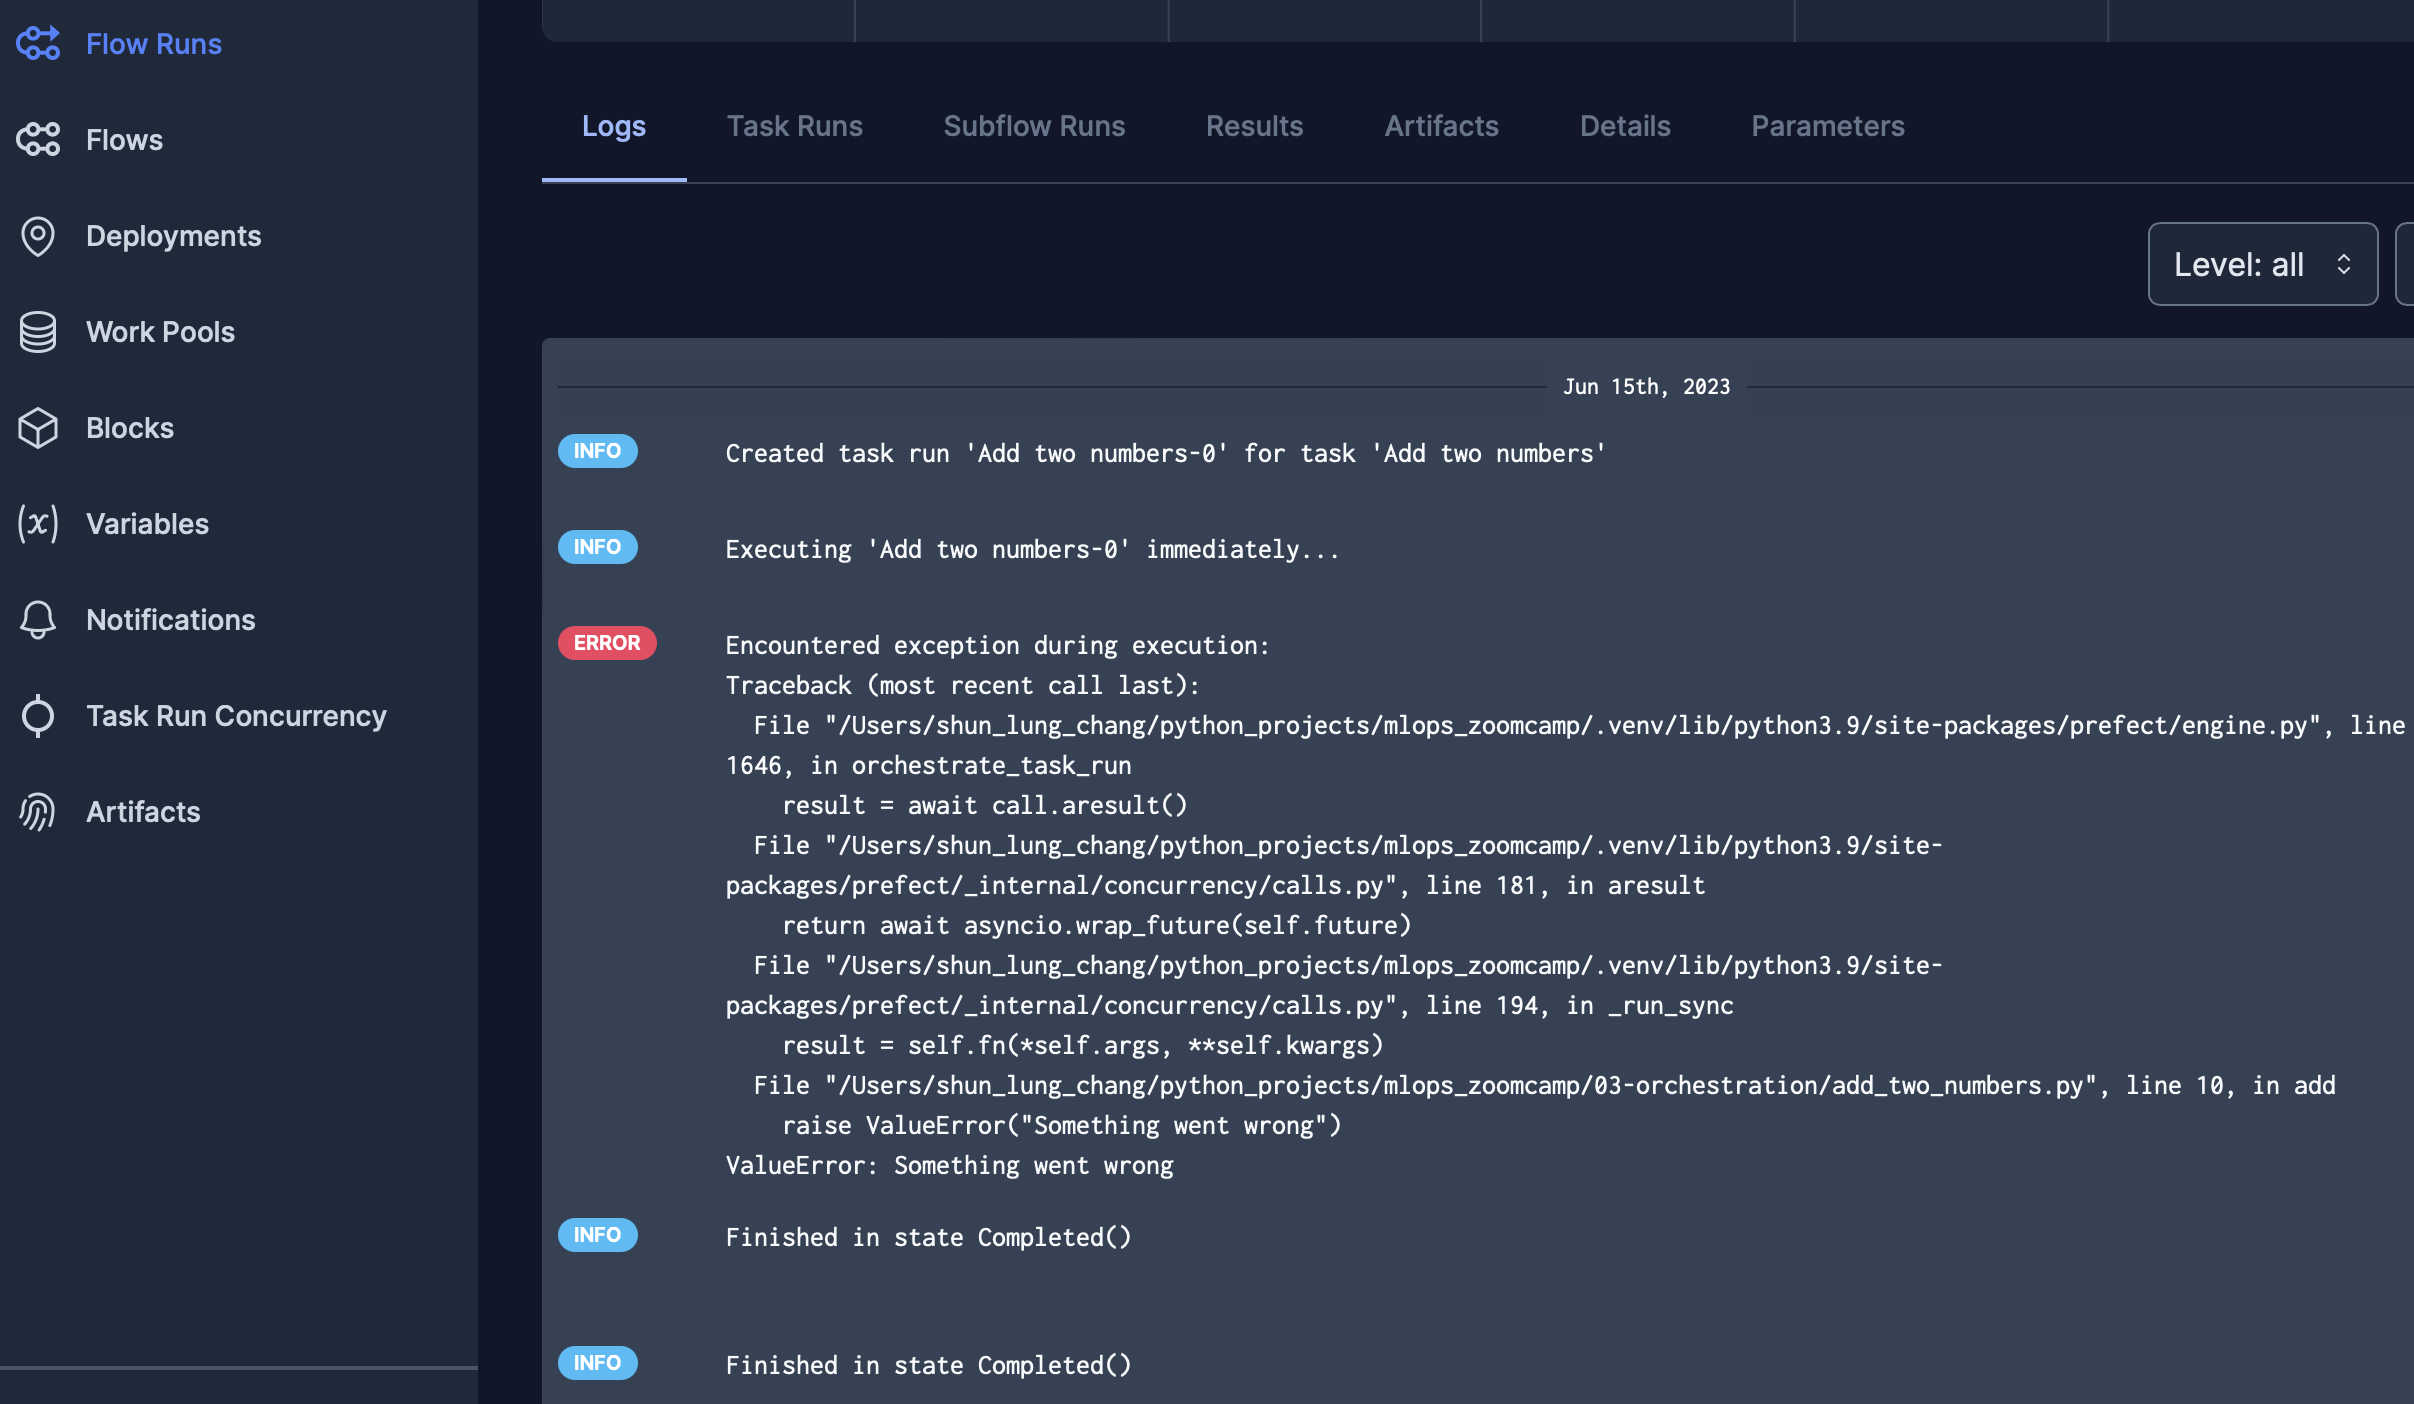 Flow Runs
Flows
Deployments
Work Pools
Blocks
Variables
Notifications
Task Run Concurrency
Artifacts
Logs Task Runs Subflow Runs Results Artifacts Details Parameters
Level: all
Jun 15th, 2023
INFO Created task run 'Add two numbers-0' for task 'Add two numbers'
INFO Executing 'Add two numbers-0' immediately...
ERROR Encountered exception during execution:
Traceback (most recent call last):
  File "/Users/shun_lung_chang/python_projects/mlops_zoomcamp/.venv/lib/python3.9/site-packages/prefect/engine.py", line
1646, in orchestrate_task_run
    result = await call.aresult()
  File "/Users/shun_lung_chang/python_projects/mlops_zoomcamp/.venv/lib/python3.9/site-
packages/prefect/_internal/concurrency/calls.py", line 181, in aresult
    return await asyncio.wrap_future(self.future)
  File "/Users/shun_lung_chang/python_projects/mlops_zoomcamp/.venv/lib/python3.9/site-
packages/prefect/_internal/concurrency/calls.py", line 194, in _run_sync
    result = self.fn(*self.args, **self.kwargs)
  File "/Users/shun_lung_chang/python_projects/mlops_zoomcamp/03-orchestration/add_two_numbers.py", line 10, in add
    raise ValueError("Something went wrong")
ValueError: Something went wrong
INFO Finished in state Completed()
INFO Finished in state Completed()